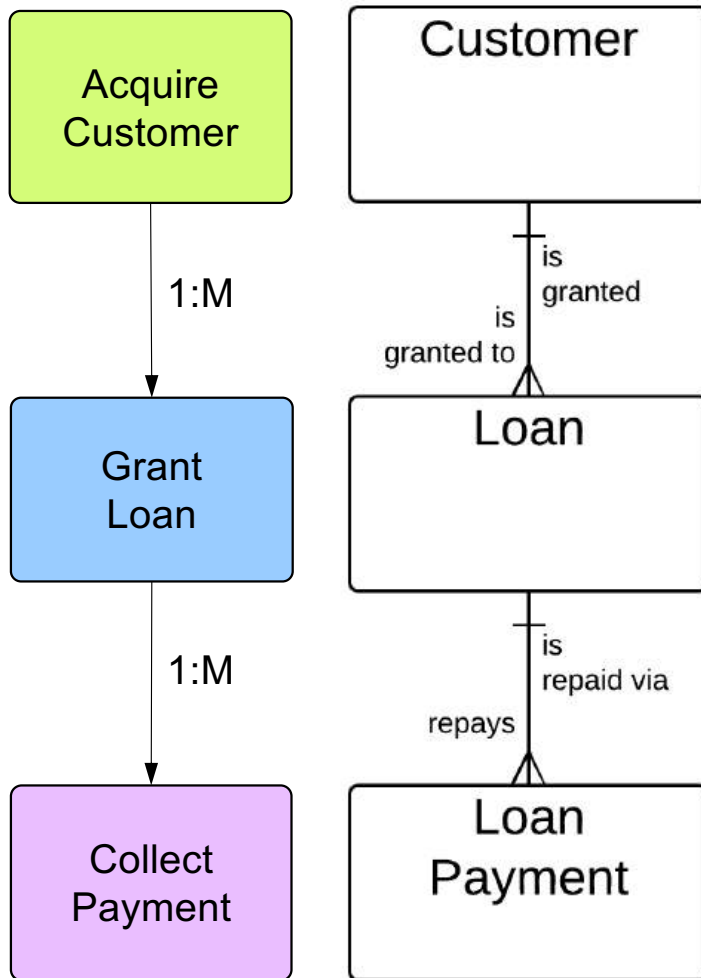 Acquire
Customer
1:M
Grant
Loan
1:M
Collect
Payment
Customer
is
granted
is
granted to
Loan
is
repaid via
repays
Loan
Payment